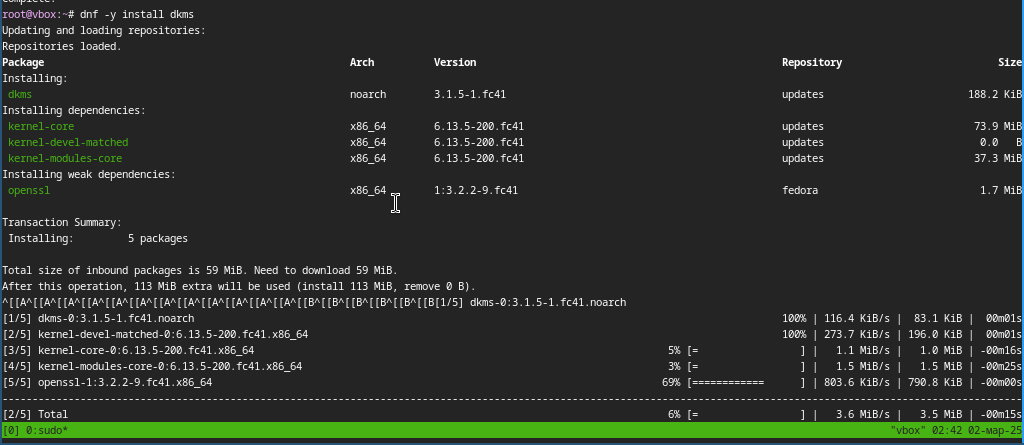 complete.
root@vbox:~# dnf -y install dkms
Updating and loading repositories:
Repositories loaded.
Package Arch Version Repository Size
Installing:
dkms noarch 3.1.5-1.fc41 updates 188.2 KiB
Installing dependencies:
kernel-core x86_64 6.13.5-200.fc41 updates 73.9 MiB
kernel-devel-matched x86_64 6.13.5-200.fc41 updates 0.0 B
kernel-modules-core x86_64 6.13.5-200.fc41 updates 37.3 MiB
Installing weak dependencies:
openssl x86_64 1:3.2.2-9.fc41 fedora 1.7 MiB
Transaction Summary:
Installing: 5 packages
Total size of inbound packages is 59 MiB. Need to download 59 MiB.
After this operation, 113 MiB extra will be used (install 113 MiB, remove 0 B).
^[[A^[[A^[[A^[[A^[[A^[[A^[[A^[[A^[[A^[[A^[[A^[[A^[[B^[[B^[[B^[[B^[[B^[[B[1/5] dkms-0:3.1.5-1.fc41.noarch
[1/5] dkms-0:3.1.5-1.fc41.noarch 100% | 116.4 KiB/s | 83.1 KiB | 00m01s
[2/5] kernel-devel-matched-0:6.13.5-200.fc41.x86_64 100% | 273.7 KiB/s | 196.0 KiB | 00m01s
[3/5] kernel-core-0:6.13.5-200.fc41.x86_64 5% [= ] | 1.1 MiB/s | 1.0 MiB | -00m16s
[4/5] kernel-modules-core-0:6.13.5-200.fc41.x86_64 3% [= ] | 1.5 MiB/s | 1.5 MiB | -00m25s
[5/5] openssl-1:3.2.2-9.fc41.x86_64 69% [============ ] | 803.6 KiB/s | 790.8 KiB | -00m00s
--------------------------------------------------------------------------------
[2/5] Total 6% [= ] | 3.6 MiB/s | 3.5 MiB | -00m15s
[0] 0:sudo* "vbox" 02:42 02-мар-25